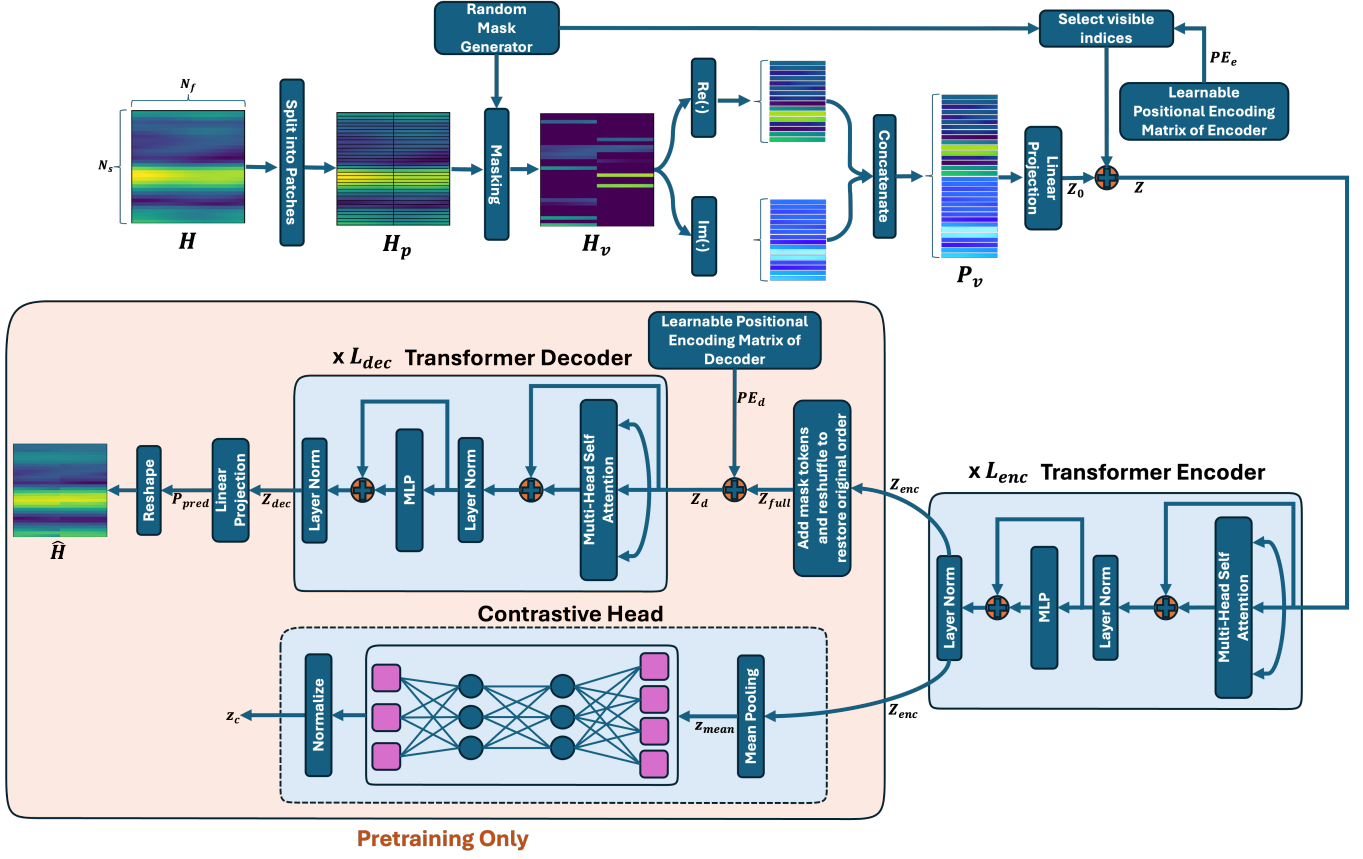 Random
Mask
Generator
Select visible
indices
PE_e
Learnable
Positional Encoding
Matrix of Encoder
N_f
N_s
H
Split into Patches
H_p
Masking
H_v
Re(·)
Im(·)
Concatenate
P_v
Linear
Projection
Z_0
Z
Learnable Positional
Encoding Matrix of
Decoder
PE_d
x L_dec Transformer Decoder
Ĥ
Reshape
P_pred
Linear
Projection
Z_dec
Layer Norm
MLP
Layer Norm
Multi-Head Self
Attention
Z_d
Z_full
Add mask tokens
and reshuffle to
restore original order
Z_enc
x L_enc Transformer Encoder
Layer Norm
MLP
Layer Norm
Multi-Head Self
Attention
Contrastive Head
z_c
Normalize
z_mean
Mean Pooling
Z_enc
Pretraining Only